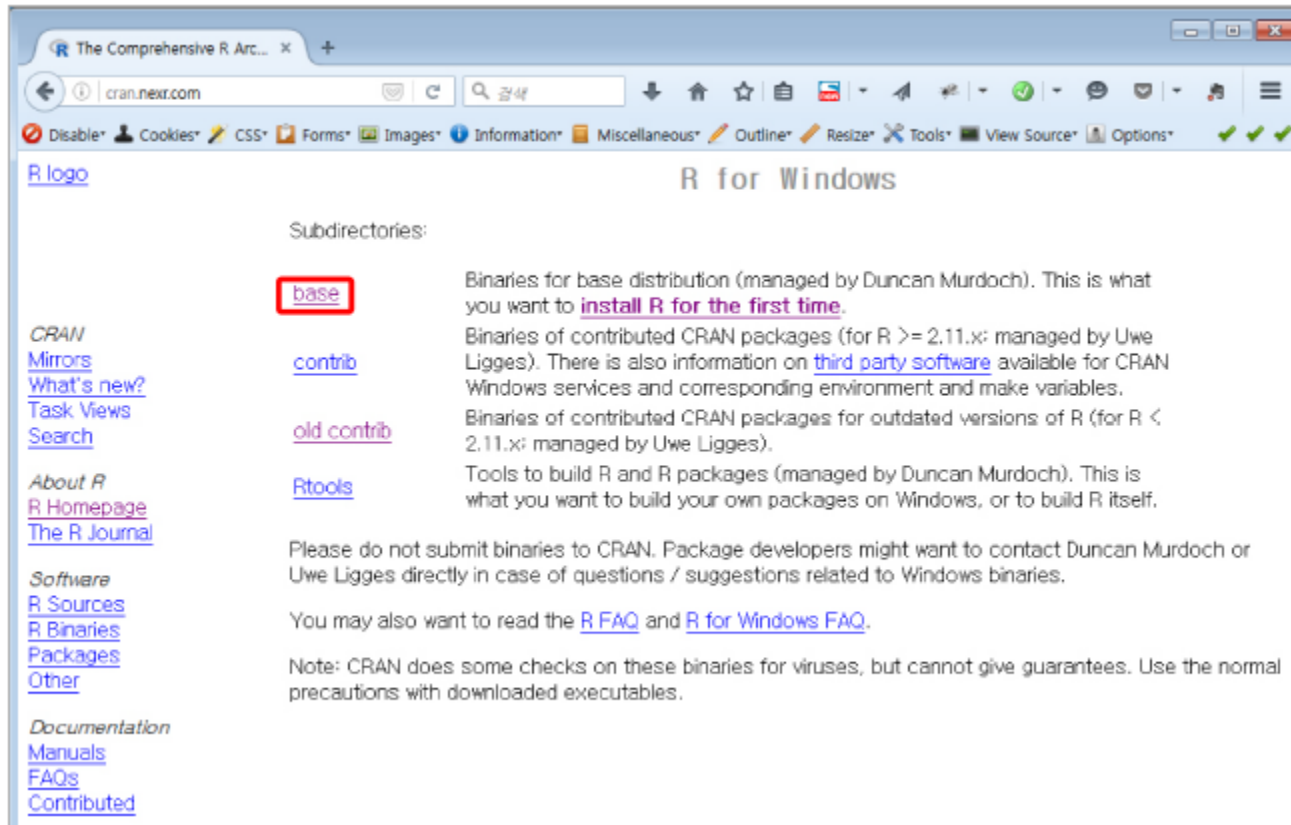 The Comprehensive R Arc...
cran.nexr.com
검색
Disable Cookies CSS Forms Images Information Miscellaneous Outline Resize Tools View Source Options
R logo
R for Windows
Subdirectories:
base
Binaries for base distribution (managed by Duncan Murdoch). This is what
you want to install R for the first time.
CRAN
Mirrors
What's new?
Task Views
Search
contrib
Binaries of contributed CRAN packages (for R >= 2.11.x; managed by Uwe
Ligges). There is also information on third party software available for CRAN
Windows services and corresponding environment and make variables.
old contrib
Binaries of contributed CRAN packages for outdated versions of R (for R <
2.11.x; managed by Uwe Ligges).
About R
R Homepage
The R Journal
Rtools
Tools to build R and R packages (managed by Duncan Murdoch). This is
what you want to build your own packages on Windows, or to build R itself.
Software
R Sources
R Binaries
Packages
Other
Please do not submit binaries to CRAN. Package developers might want to contact Duncan Murdoch or
Uwe Ligges directly in case of questions / suggestions related to Windows binaries.
You may also want to read the R FAQ and R for Windows FAQ.
Note: CRAN does some checks on these binaries for viruses, but cannot give guarantees. Use the normal
precautions with downloaded executables.
Documentation
Manuals
FAQs
Contributed